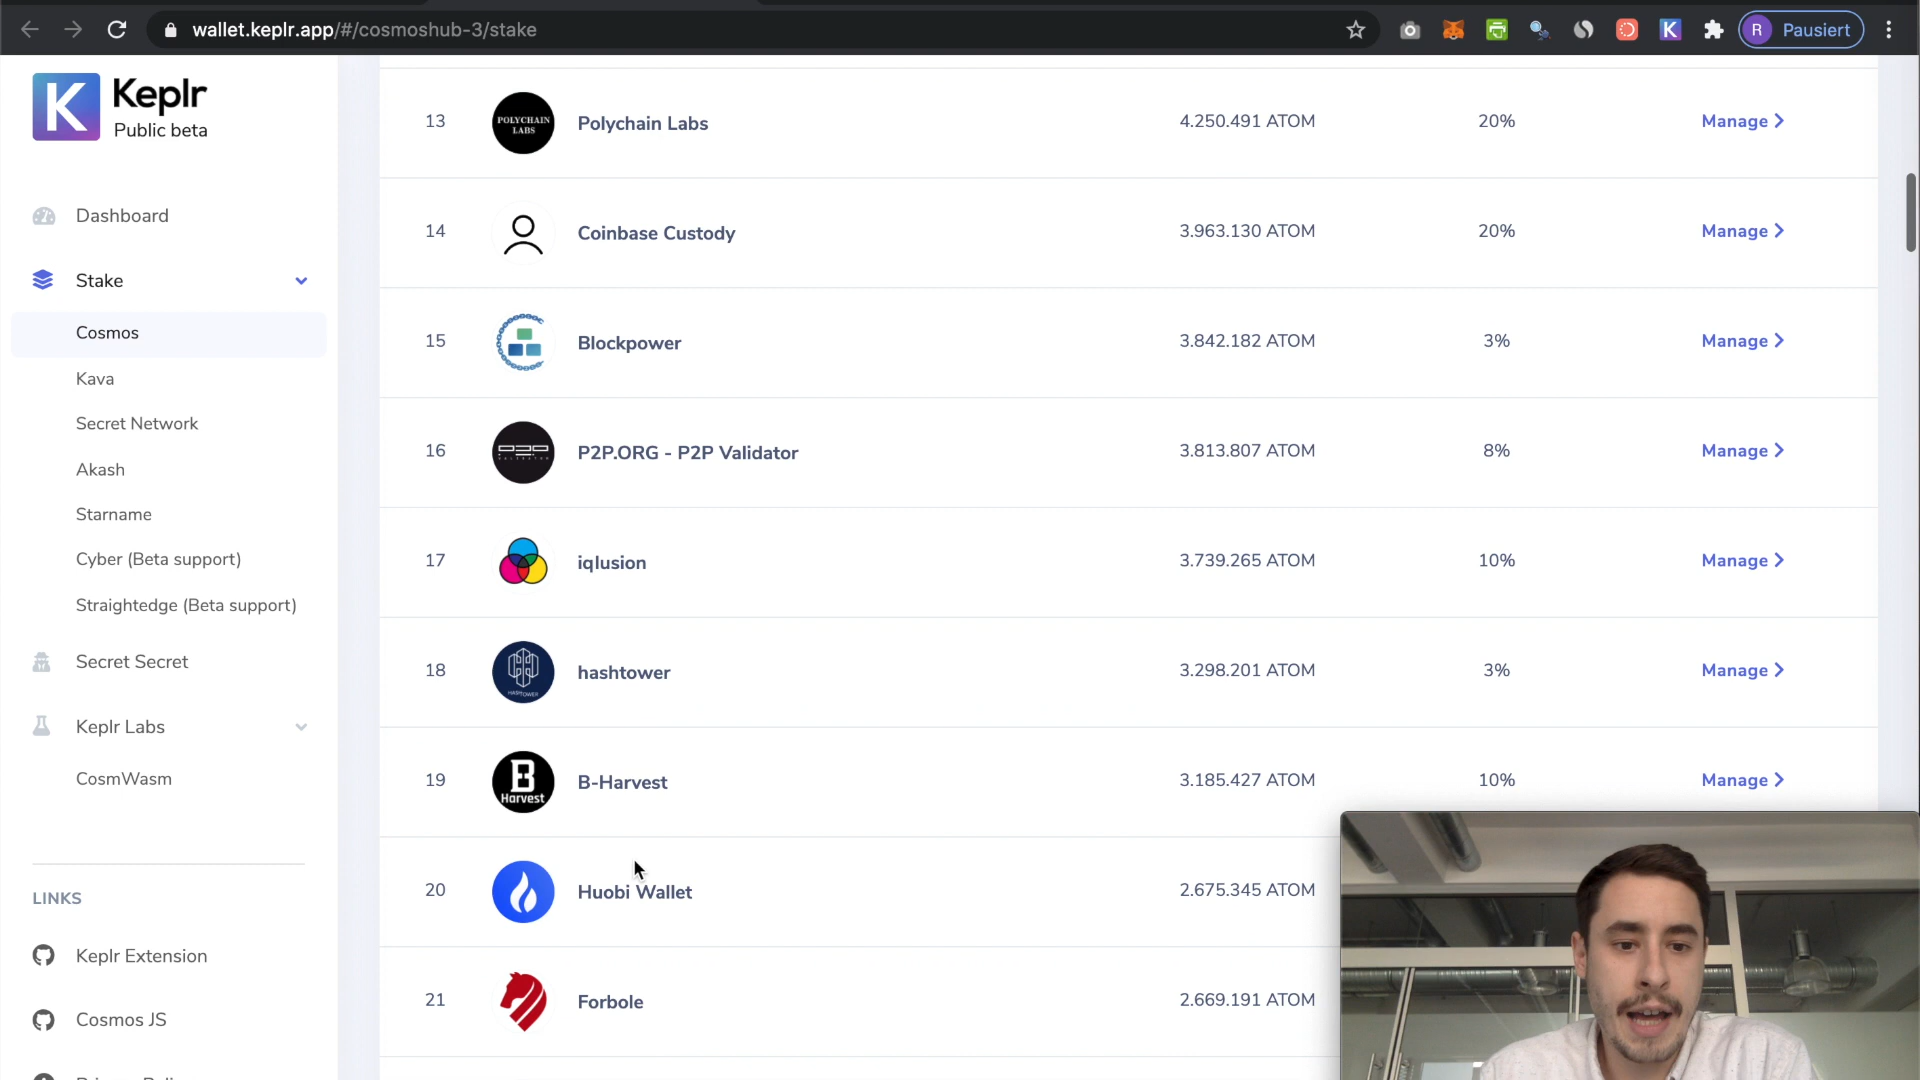 wallet.keplr.app/#/cosmoshub-3/stake
R Pausiert
Keplr
Public beta
Dashboard
Stake
Cosmos
Kava
Secret Network
Akash
Starname
Cyber (Beta support)
Straightedge (Beta support)
Secret Secret
Keplr Labs
CosmWasm
LINKS
Keplr Extension
Cosmos JS
13 POLYCHAIN LABS Polychain Labs 4.250.491 ATOM 20% Manage
14 Coinbase Custody 3.963.130 ATOM 20% Manage
15 Blockpower 3.842.182 ATOM 3% Manage
16 P2P VALIDATOR P2P.ORG - P2P Validator 3.813.807 ATOM 8% Manage
17 iqlusion 3.739.265 ATOM 10% Manage
18 HASHTOWER hashtower 3.298.201 ATOM 3% Manage
19 B Harvest B-Harvest 3.185.427 ATOM 10% Manage
20 Huobi Wallet 2.675.345 ATOM
21 Forbole 2.669.191 ATOM